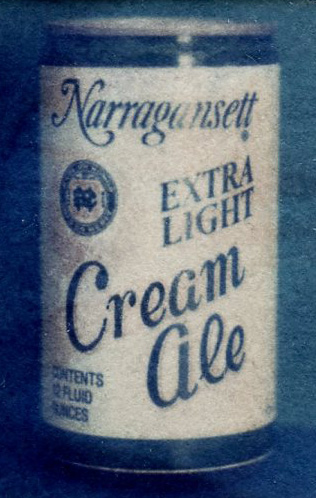 Narragansett
EXTRA
LIGHT
Cream
Ale
CONTENTS
12 FLUID
OUNCES